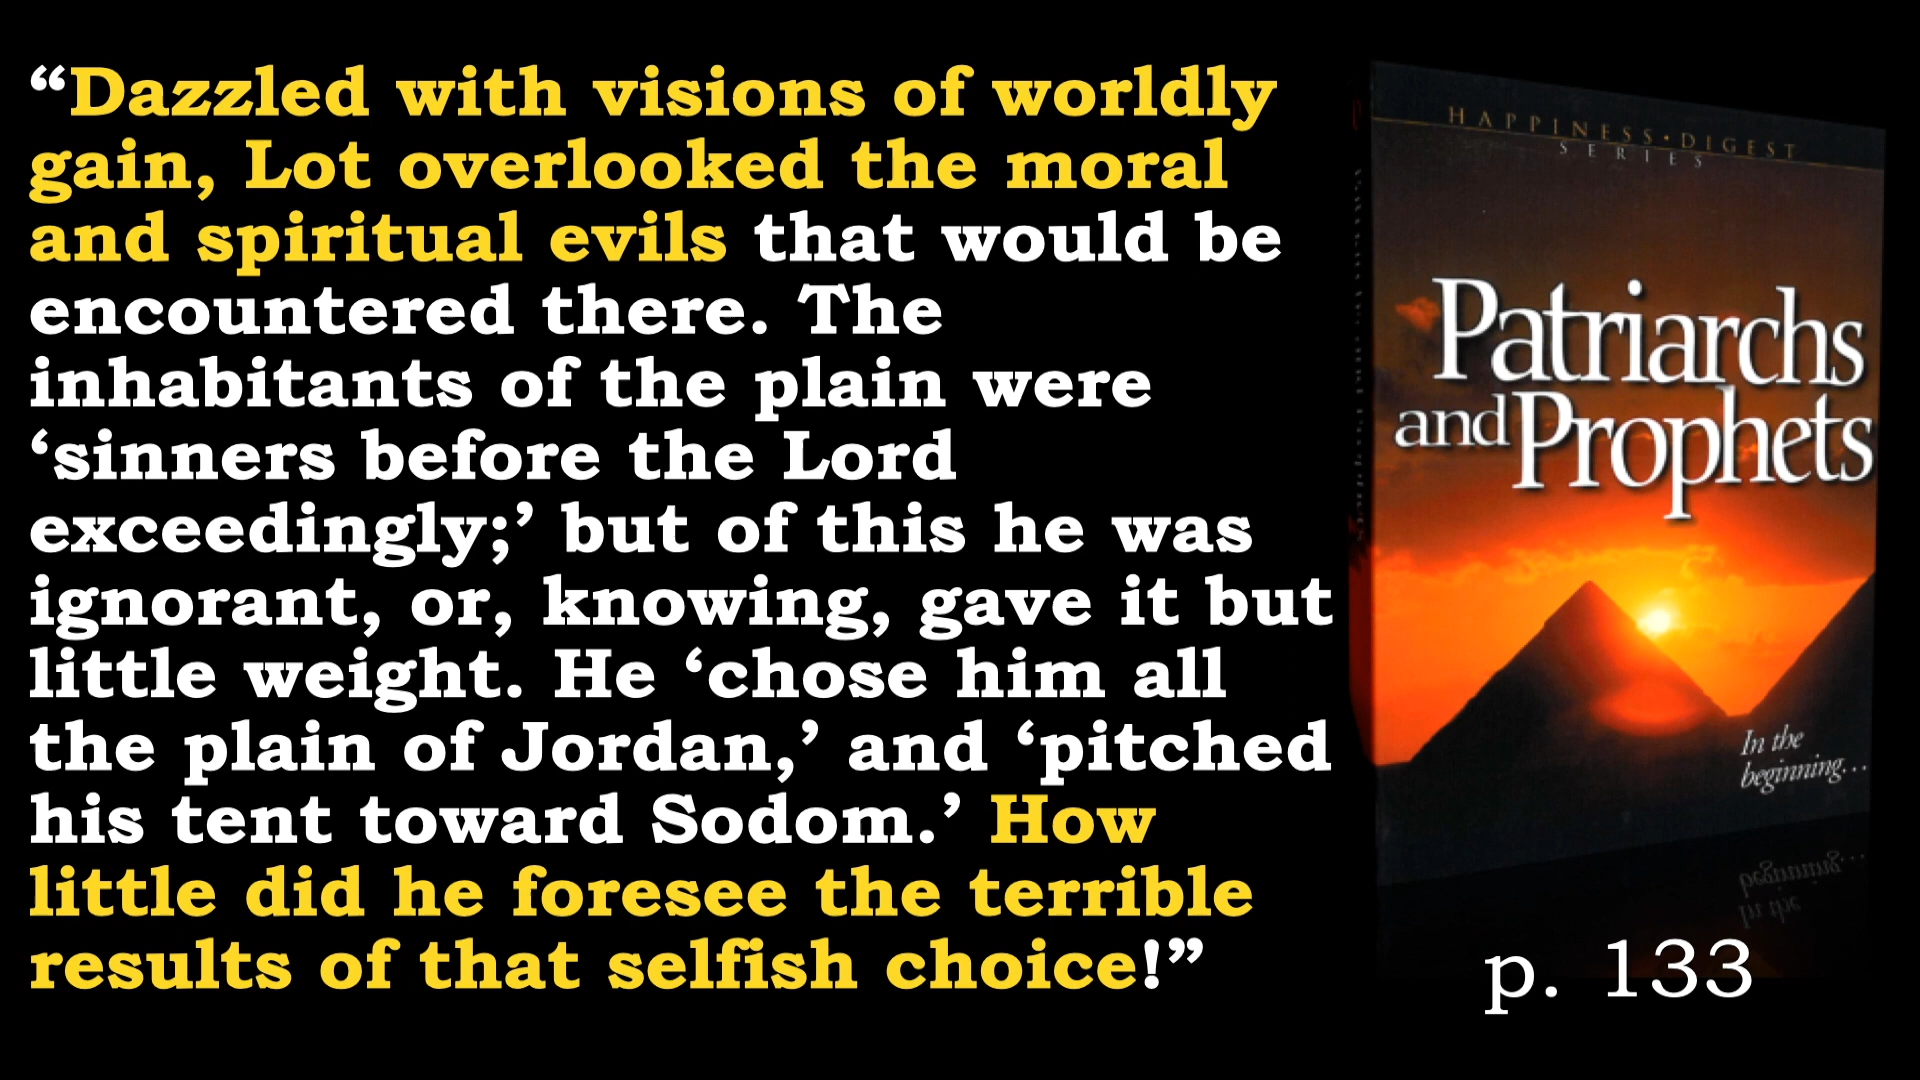 “Dazzled with visions of worldly
gain, Lot overlooked the moral
and spiritual evils that would be
encountered there. The
inhabitants of the plain were
‘sinners before the Lord
exceedingly;’ but of this he was
ignorant, or, knowing, gave it but
little weight. He ‘chose him all
the plain of Jordan,’ and ‘pitched
his tent toward Sodom.’ How
little did he foresee the terrible
results of that selfish choice!”
HAPPINESS•DIGEST
SERIES
Patriarchs
and Prophets
In the
beginning...
p. 133